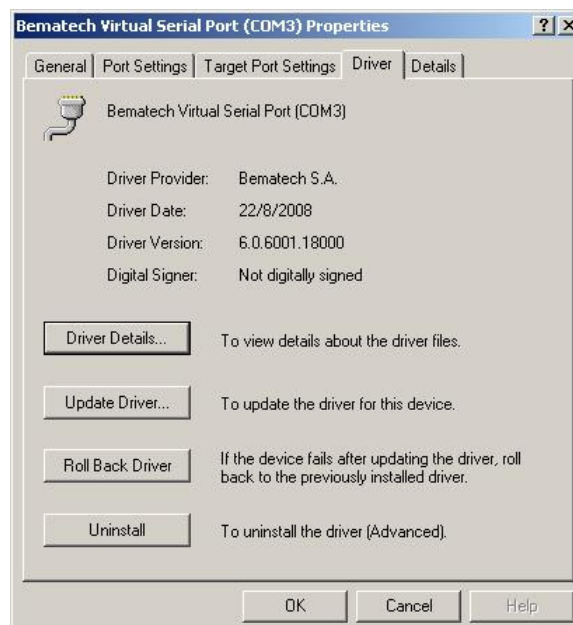 Bematech Virtual Serial Port (COM3) Properties
General Port Settings Target Port Settings Driver Details
Bematech Virtual Serial Port (COM3)
Driver Provider: Bematech S.A.
Driver Date: 22/8/2008
Driver Version: 6.0.6001.18000
Digital Signer: Not digitally signed
Driver Details... To view details about the driver files.
Update Driver... To update the driver for this device.
Roll Back Driver If the device fails after updating the driver, roll
back to the previously installed driver.
Uninstall To uninstall the driver (Advanced).
OK Cancel Help